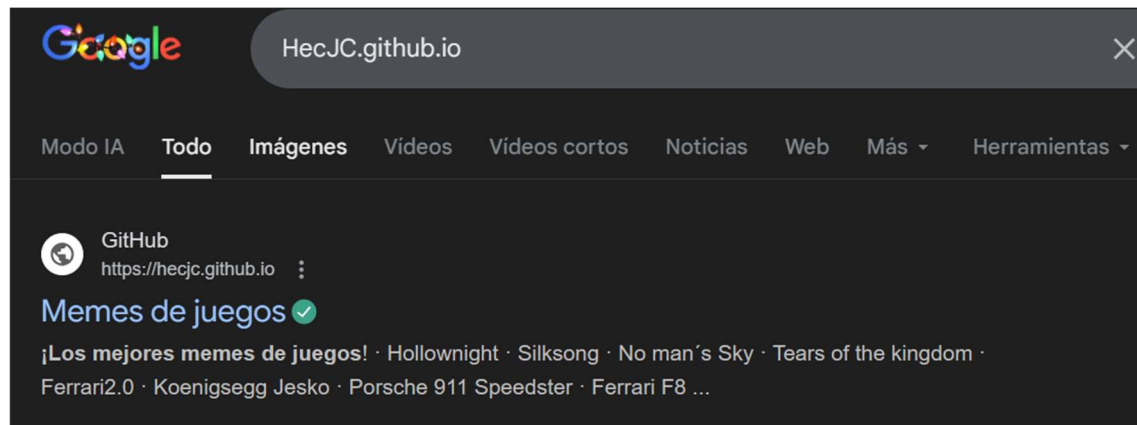 Google
HecJC.github.io
Modo IA Todo Imágenes Vídeos Vídeos cortos Noticias Web Más Herramientas
GitHub
https://hecjc.github.io
Memes de juegos
¡Los mejores memes de juegos! · Hollownight · Silksong · No man´s Sky · Tears of the kingdom ·
Ferrari2.0 · Koenigsegg Jesko · Porsche 911 Speedster · Ferrari F8 ...